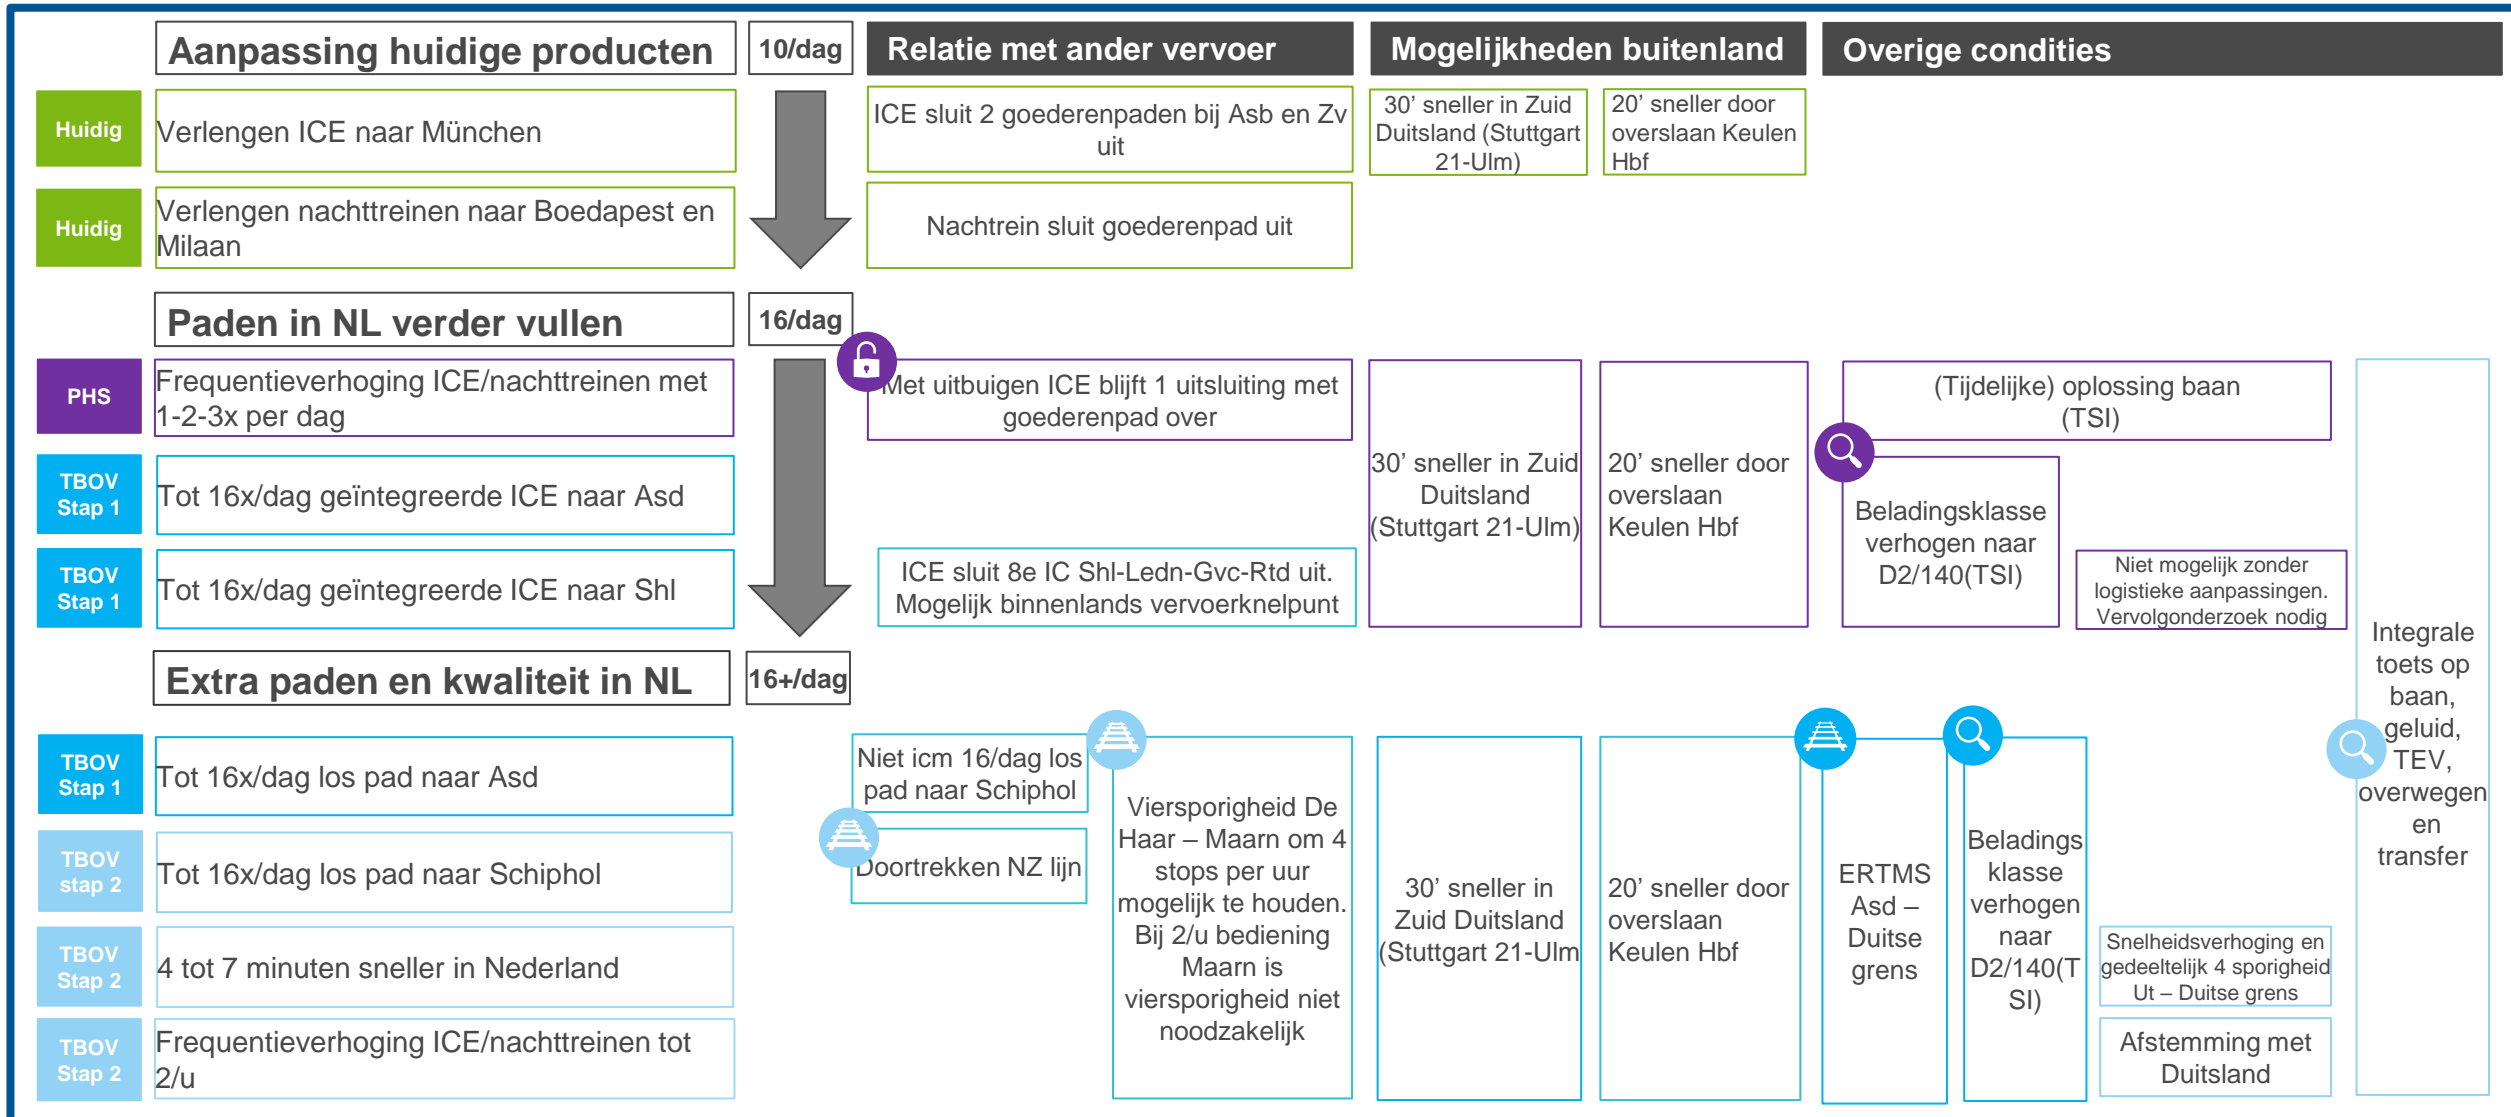 Aanpassing huidige producten
10/dag
Relatie met ander vervoer
Mogelijkheden buitenland
Overige condities
Huidig
Verlengen ICE naar München
ICE sluit 2 goederenpaden bij Asb en Zv
uit
30’ sneller in Zuid
Duitsland (Stuttgart
21-Ulm)
20’ sneller door
overslaan Keulen
Hbf
Huidig
Verlengen nachttreinen naar Boedapest en
Milaan
Nachtrein sluit goederenpad uit
Paden in NL verder vullen
16/dag
PHS
Frequentieverhoging ICE/nachttreinen met
1-2-3x per dag
Met uitbuigen ICE blijft 1 uitsluiting met
goederenpad over
30’ sneller in Zuid
Duitsland
(Stuttgart 21-Ulm)
20’ sneller door
overslaan
Keulen Hbf
(Tijdelijke) oplossing baan
(TSI)
Beladingsklasse
verhogen naar
D2/140(TSI)
Niet mogelijk zonder
logistieke aanpassingen.
Vervolgonderzoek nodig
Integrale
toets op
baan,
geluid,
TEV,
overwegen
en
transfer
TBOV
Stap 1
Tot 16x/dag geïntegreerde ICE naar Asd
TBOV
Stap 1
Tot 16x/dag geïntegreerde ICE naar Shl
ICE sluit 8e IC Shl-Ledn-Gvc-Rtd uit.
Mogelijk binnenlands vervoerknelpunt
Extra paden en kwaliteit in NL
16+/dag
TBOV
Stap 1
Tot 16x/dag los pad naar Asd
Niet icm 16/dag los
pad naar Schiphol
Viersporigheid De
Haar – Maarn om 4
stops per uur
mogelijk te houden.
Bij 2/u bediening
Maarn is
viersporigheid niet
noodzakelijk
30’ sneller in
Zuid Duitsland
(Stuttgart 21-Ulm
20’ sneller door
overslaan
Keulen Hbf
ERTMS
Asd –
Duitse
grens
Beladings
klasse
verhogen
naar
D2/140(T
SI)
TBOV
stap 2
Tot 16x/dag los pad naar Schiphol
Doortrekken NZ lijn
TBOV
Stap 2
4 tot 7 minuten sneller in Nederland
Snelheidsverhoging en
gedeeltelijk 4 sporigheid
Ut – Duitse grens
TBOV
Stap 2
Frequentieverhoging ICE/nachttreinen tot
2/u
Afstemming met
Duitsland